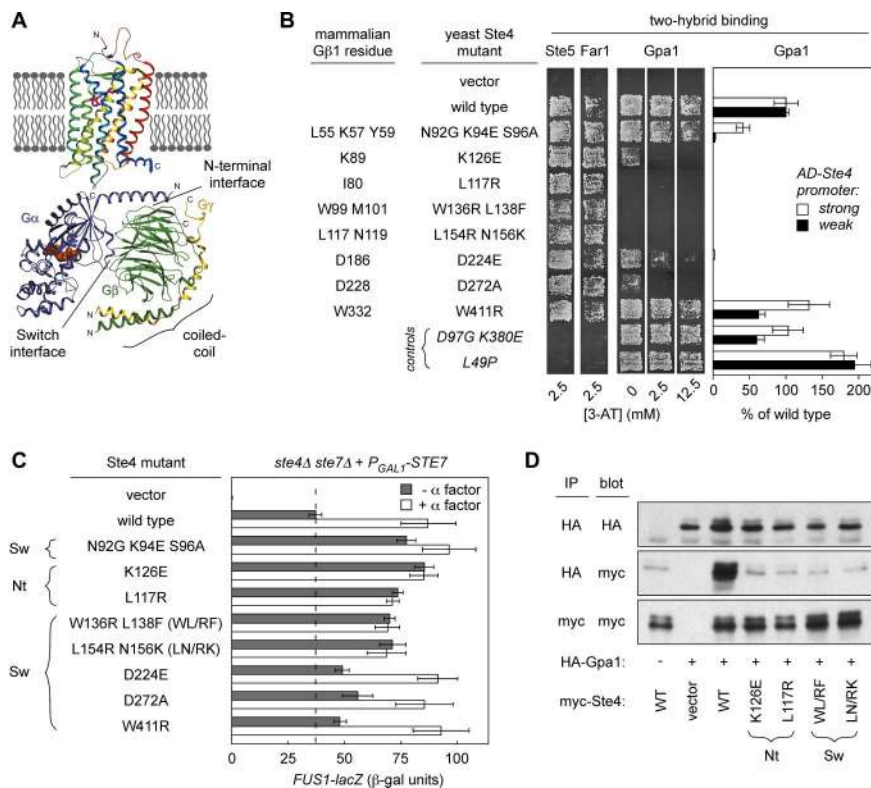 A
N-terminal
interface
N
C
C
C
N
Gα
Gγ
Gβ
N
N
Switch
interface
coiled-
coil
B
mammalian
Gβ1 residue
yeast Ste4
mutant
two-hybrid binding
Ste5 Far1 Gpa1 Gpa1
vector
wild type
L55 K57 Y59 N92G K94E S96A
K89 K126E
I80 L117R
W99 M101 W136R L138F
L117 N119 L154R N156K
D186 D224E
D228 D272A
W332 W411R
controls
D97G K380E
L49P
AD-Ste4
promoter:
strong
weak
2.5 2.5 0 2.5 12.5
[3-AT] (mM)
0 50 100 150 200
% of wild type
C
Ste4 mutant ste4Δ ste7Δ + PGAL1-STE7
- α factor
+ α factor
vector
wild type
Sw N92G K94E S96A
Nt K126E
L117R
Sw W136R L138F (WL/RF)
L154R N156K (LN/RK)
D224E
D272A
W411R
0 25 50 75 100
FUS1-lacZ (β-gal units)
D
IP blot
HA HA
HA myc
myc myc
HA-Gpa1: - + + + + + +
myc-Ste4: WT vector WT K126E L117R WL/RF LN/RK
Nt Sw